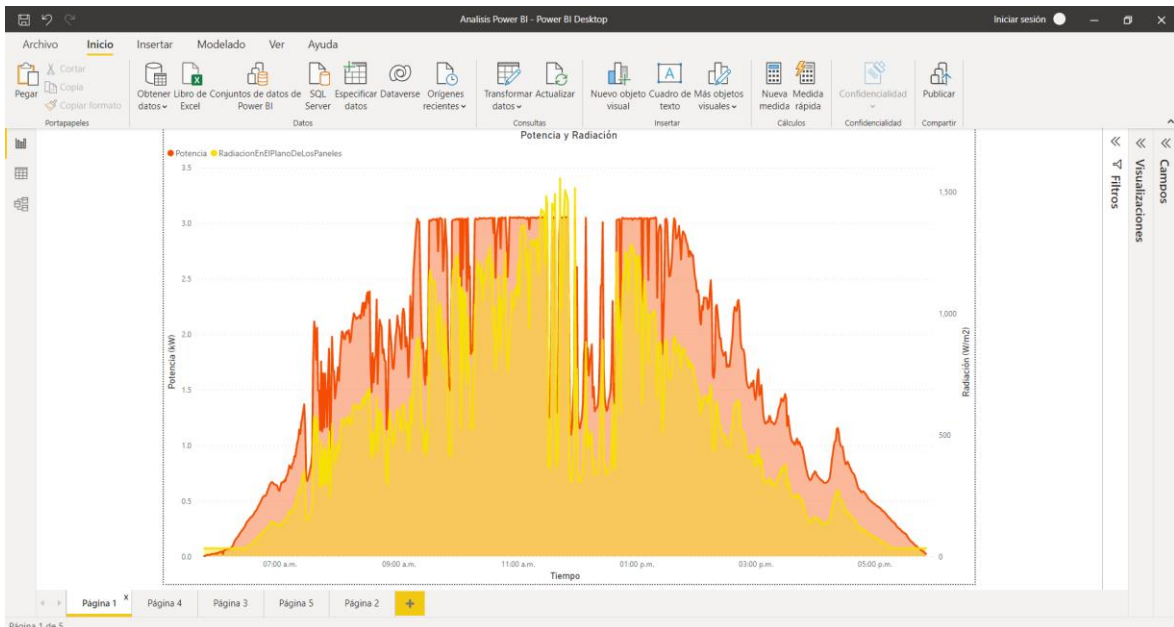 Analisis Power BI - Power BI Desktop
Iniciar sesión
Archivo Inicio Insertar Modelado Ver Ayuda
Pegar
Cortar
Copia
Copiar formato
Portapapeles
Obtener datos
Libro de Excel
Conjuntos de datos de Power BI
SQL Server
Especificar datos
Dataverse
Orígenes recientes
Datos
Transformar datos
Actualizar
Consultas
Nuevo objeto visual
Cuadro de texto
Más objetos visuales
Insertar
Nueva medida
Medida rápida
Cálculos
Confidencialidad
Confidencialidad
Publicar
Compartir
Potencia y Radiación
Potencia RadiacionEnElPlanoDeLosPaneles
3.5
3.0
2.5
2.0
1.5
1.0
0.5
0.0
Potencia (kW)
1,500
1,000
500
0
Radiación (W/m2)
07:00 a.m. 09:00 a.m. 11:00 a.m. 01:00 p.m. 03:00 p.m. 05:00 p.m.
Tiempo
Filtros
Visualizaciones
Campos
Página 1 Página 4 Página 3 Página 5 Página 2
Página 1 de 5